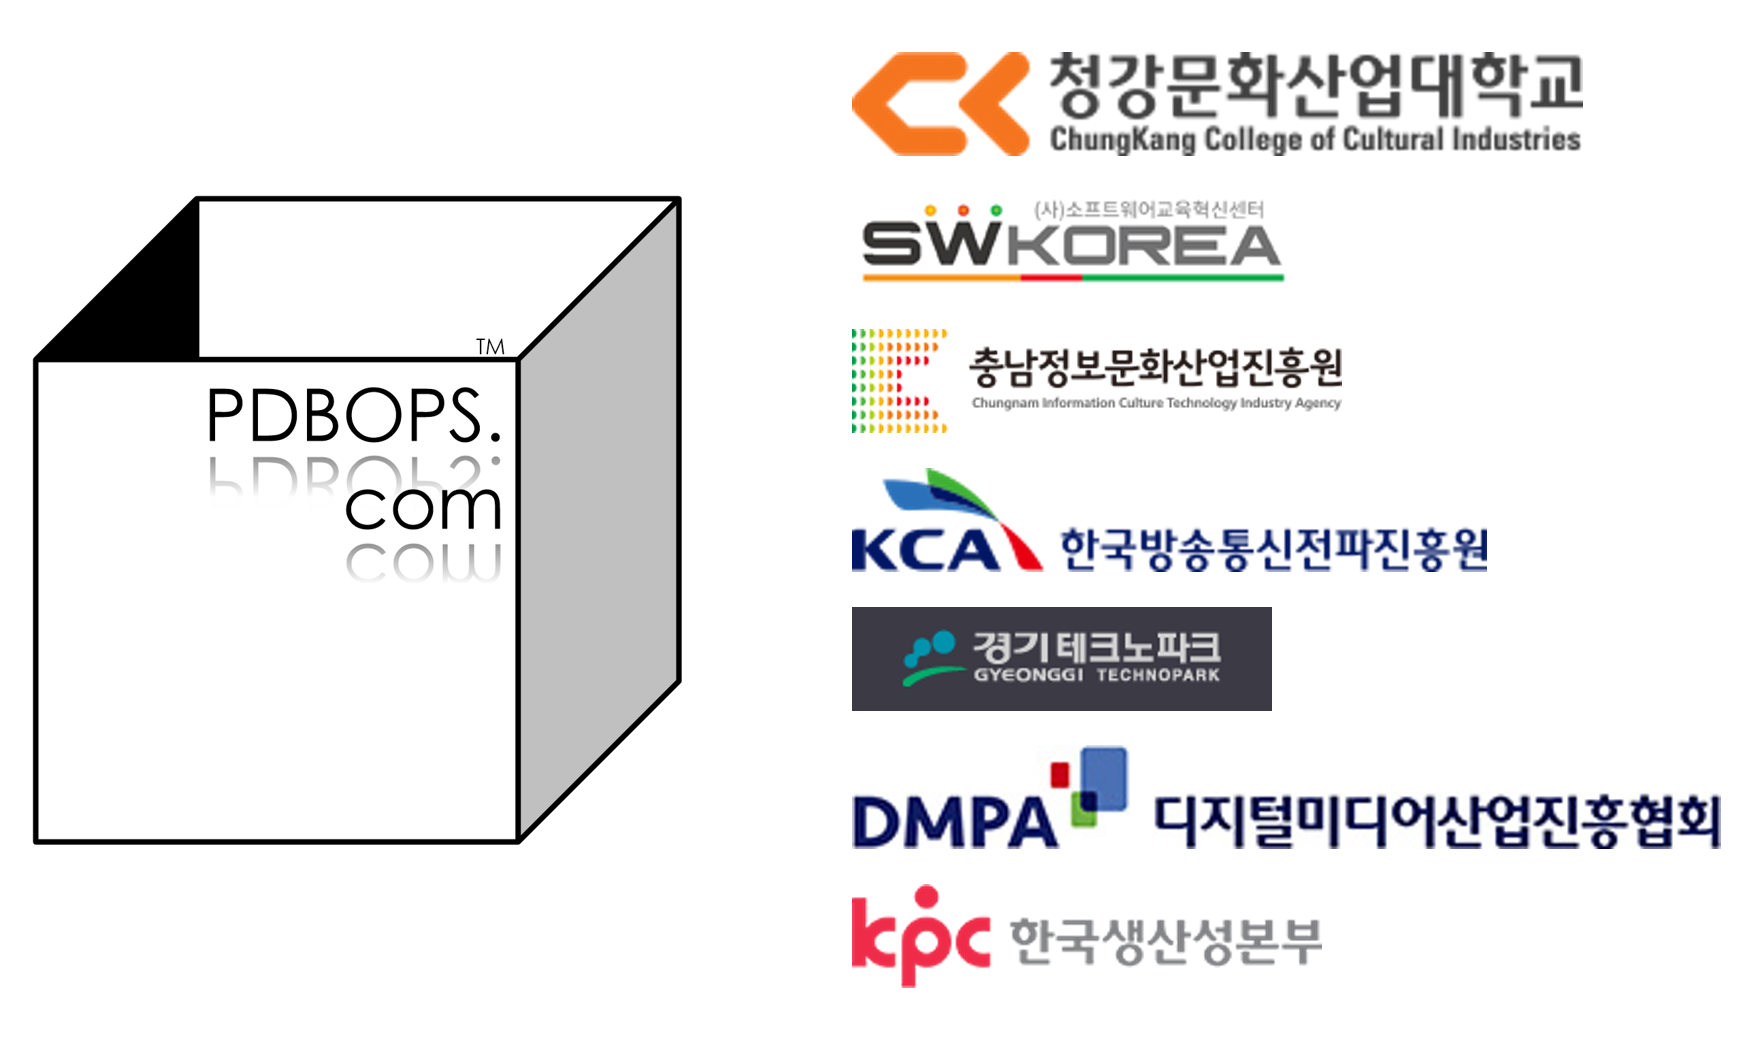 TM
PDBOPS.
com
청강문화산업대학교
ChungKang College of Cultural Industries
(사)소프트웨어교육혁신센터
SWKOREA
충남정보문화산업진흥원
Chungnam Information Culture Technology Industry Agency
KCA 한국방송통신전파진흥원
경기테크노파크
GYEONGGI TECHNOPARK
DMPA 디지털미디어산업진흥협회
kpc 한국생산성본부